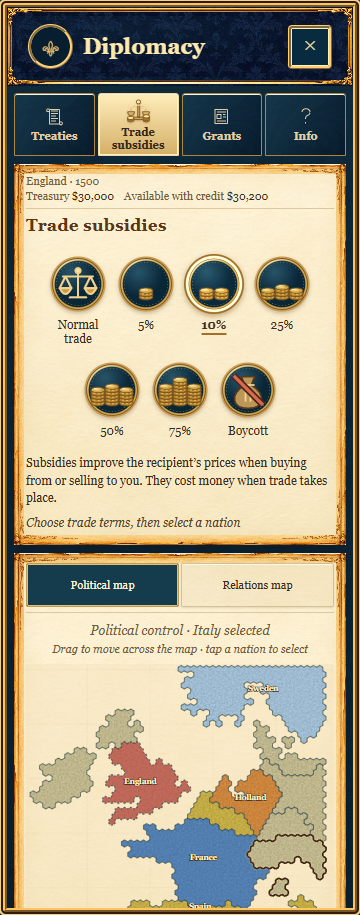 Diplomacy
×
Treaties
Trade
subsidies
Grants
?
Info
England · 1500
Treasury $30,000 Available with credit $30,200
Trade subsidies
Normal
trade
5%
10%
25%
50%
75%
Boycott
Subsidies improve the recipient's prices when buying
from or selling to you. They cost money when trade takes
place.
Choose trade terms, then select a nation
Political map
Relations map
Political control · Italy selected
Drag to move across the map · tap a nation to select
Sweden
England
Holland
France
Spain